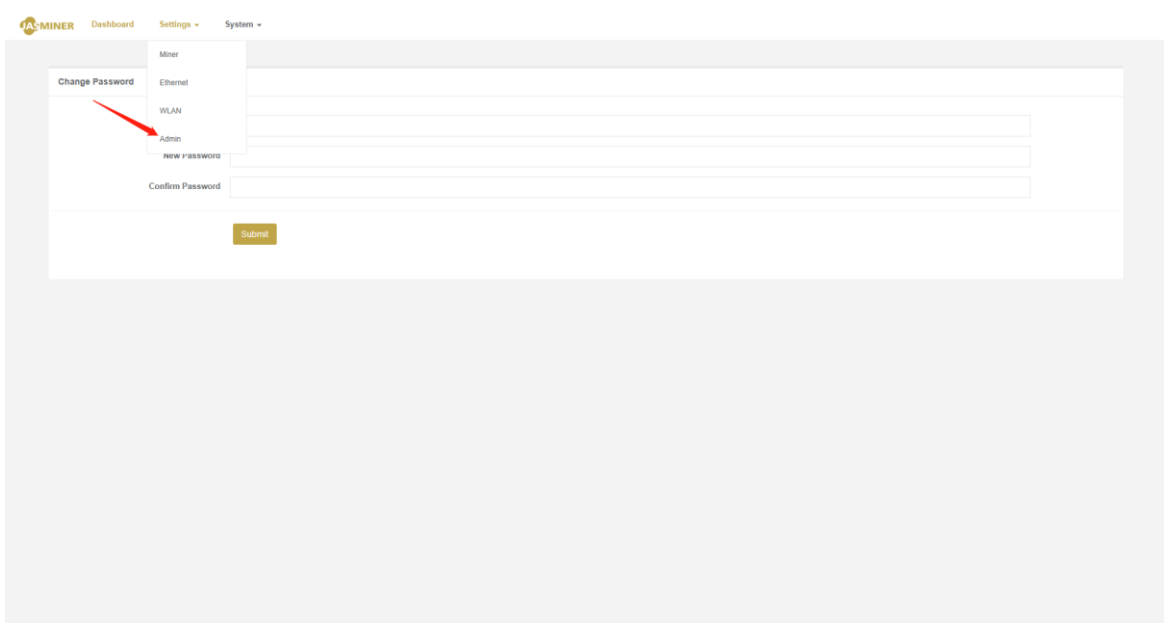 JASMINER Dashboard Settings System
Miner
Change Password Ethernet
WLAN
Admin
New Password
Confirm Password
Submit